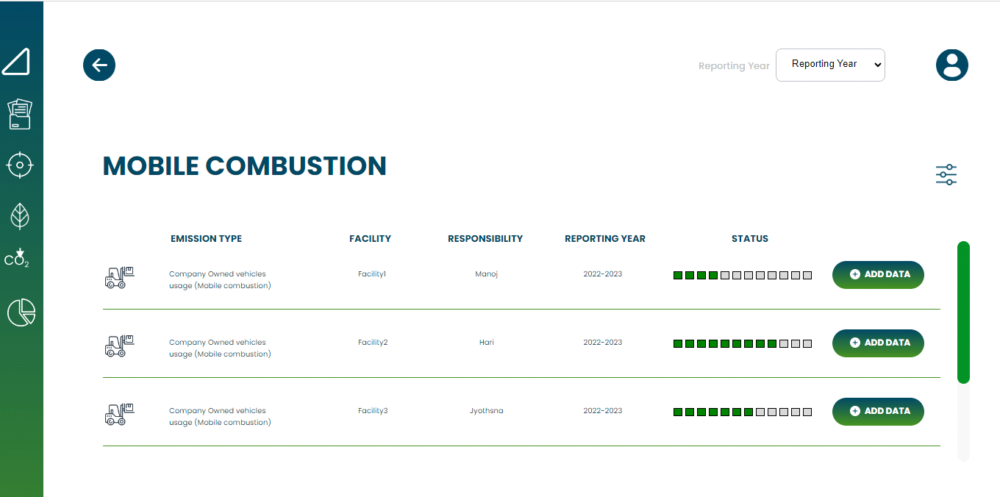 Reporting Year Reporting Year
MOBILE COMBUSTION
EMISSION TYPE FACILITY RESPONSIBILITY REPORTING YEAR STATUS
Company Owned vehicles Facility1 Manoj 2022-2023 ADD DATA
usage (Mobile combustion)
CO2
Company Owned vehicles Facility2 Hari 2022-2023 ADD DATA
usage (Mobile combustion)
Company Owned vehicles Facility3 Jyothsna 2022-2023 ADD DATA
usage (Mobile combustion)